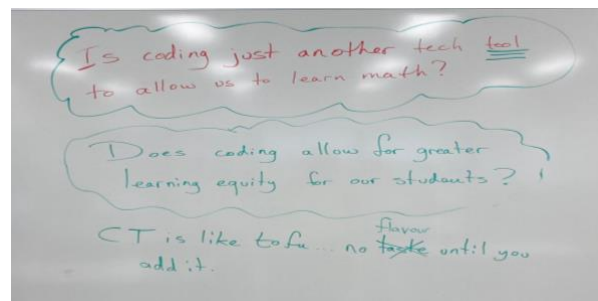 Is coding just another tech tool
to allow us to learn math?
Does coding allow for greater
learning equity for our students?
CT is like tofu... no taste flavour until you
add it.